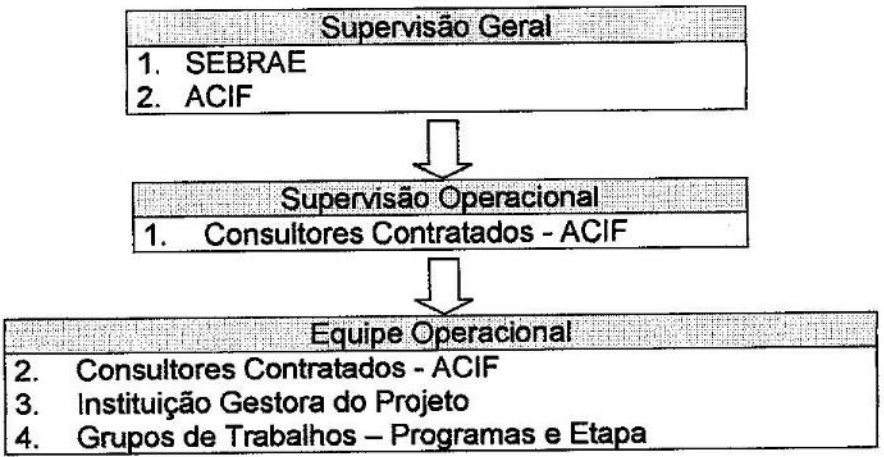 Supervisão Geral
1. SEBRAE
2. ACIF
Supervisão Operacional
1. Consultores Contratados - ACIF
Equipe Operacional
2. Consultores Contratados - ACIF
3. Instituição Gestora do Projeto
4. Grupos de Trabalhos – Programas e Etapa